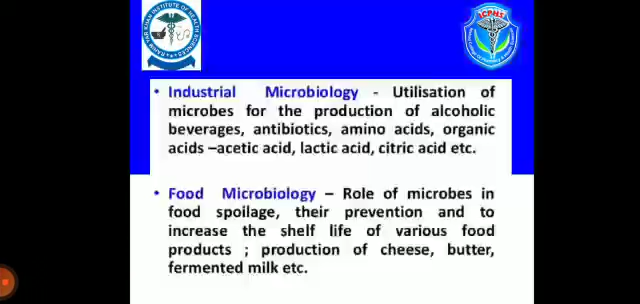 ICPHS
• Industrial Microbiology - Utilisation of
microbes for the production of alcoholic
beverages, antibiotics, amino acids, organic
acids –acetic acid, lactic acid, citric acid etc.
• Food Microbiology – Role of microbes in
food spoilage, their prevention and to
increase the shelf life of various food
products ; production of cheese, butter,
fermented milk etc.